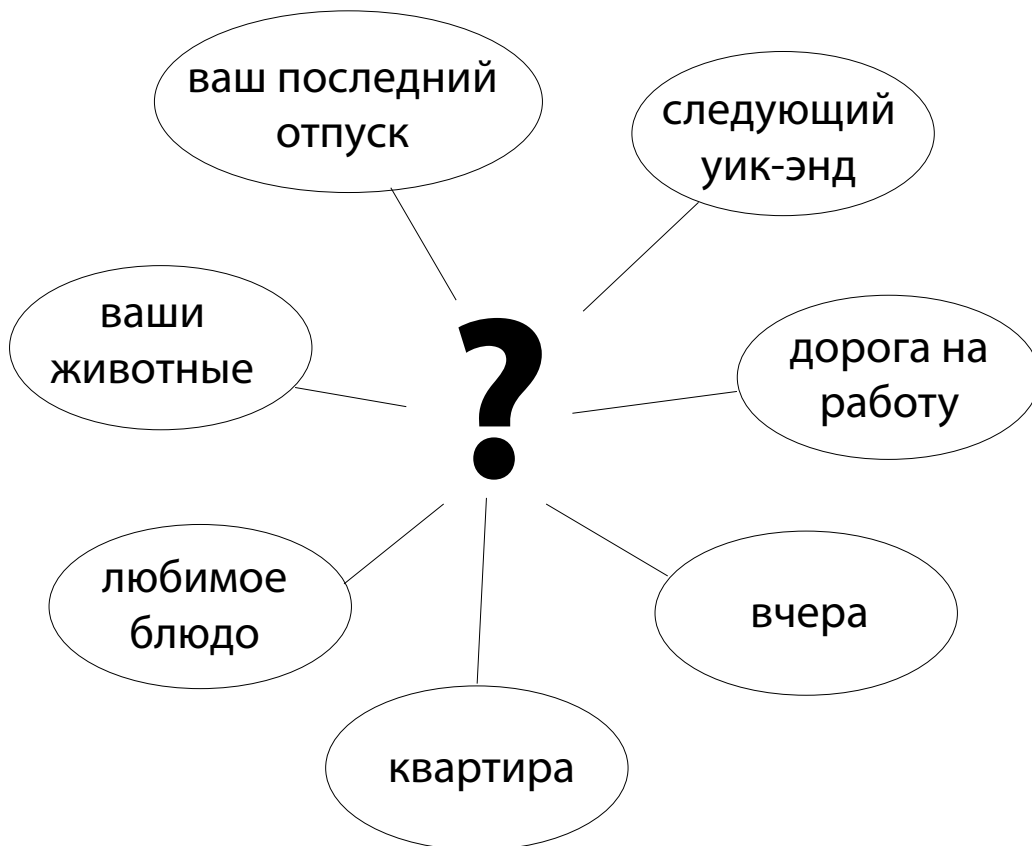 ваш последний
отпуск
следующий
уик-энд
ваши
животные
?
дорога на
работу
любимое
блюдо
вчера
квартира